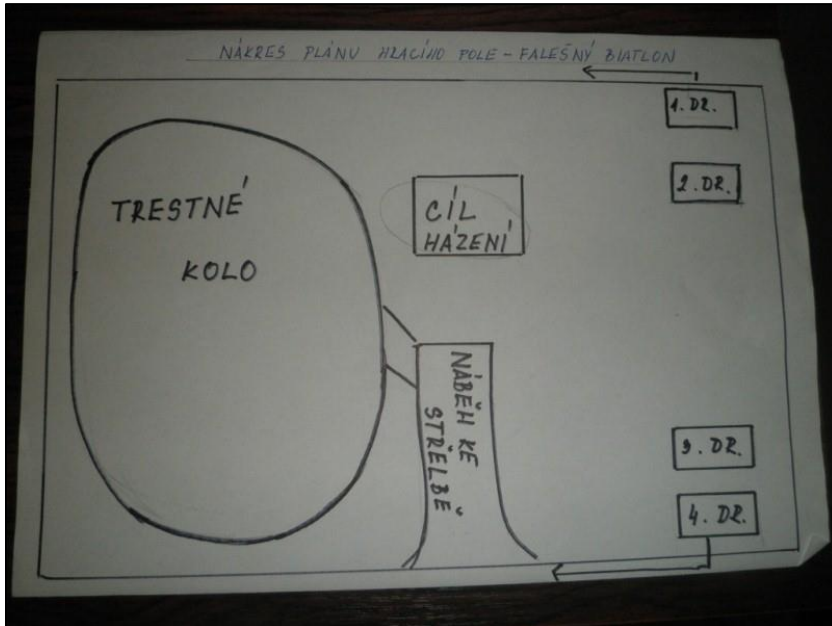 NÁKRES PLÁNU HRACÍHO POLE - FALEŠNÝ BIATLON
1. DR.
2. DR.
TRESTNÉ
KOLO
CÍL
HÁZENÍ
NÁBĚH KE
STŘELBĚ
3. DR.
4. DR.